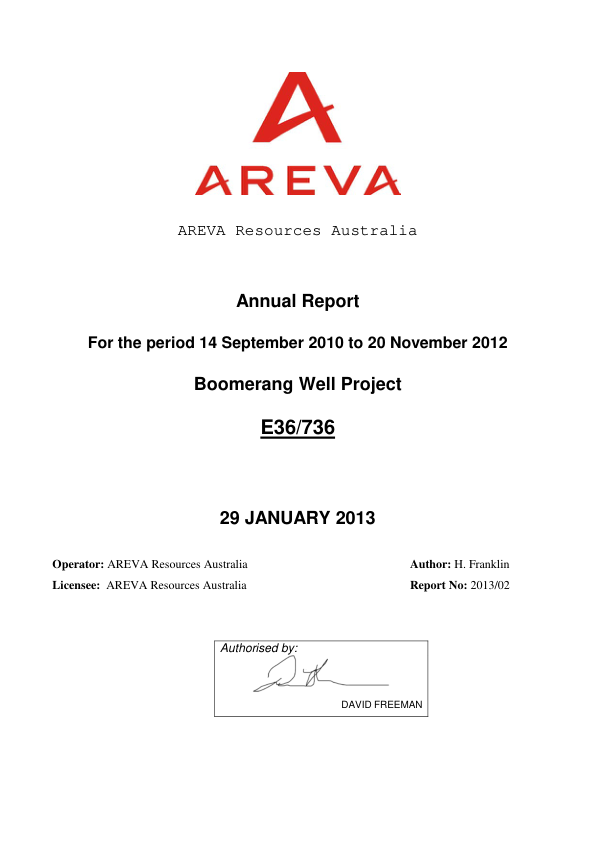 AREVA
AREVA Resources Australia
Annual Report
For the period 14 September 2010 to 20 November 2012
Boomerang Well Project
E36/736
29 JANUARY 2013
Operator: AREVA Resources Australia
Author: H. Franklin
Licensee: AREVA Resources Australia
Report No: 2013/02
Authorised by:
DAVID FREEMAN